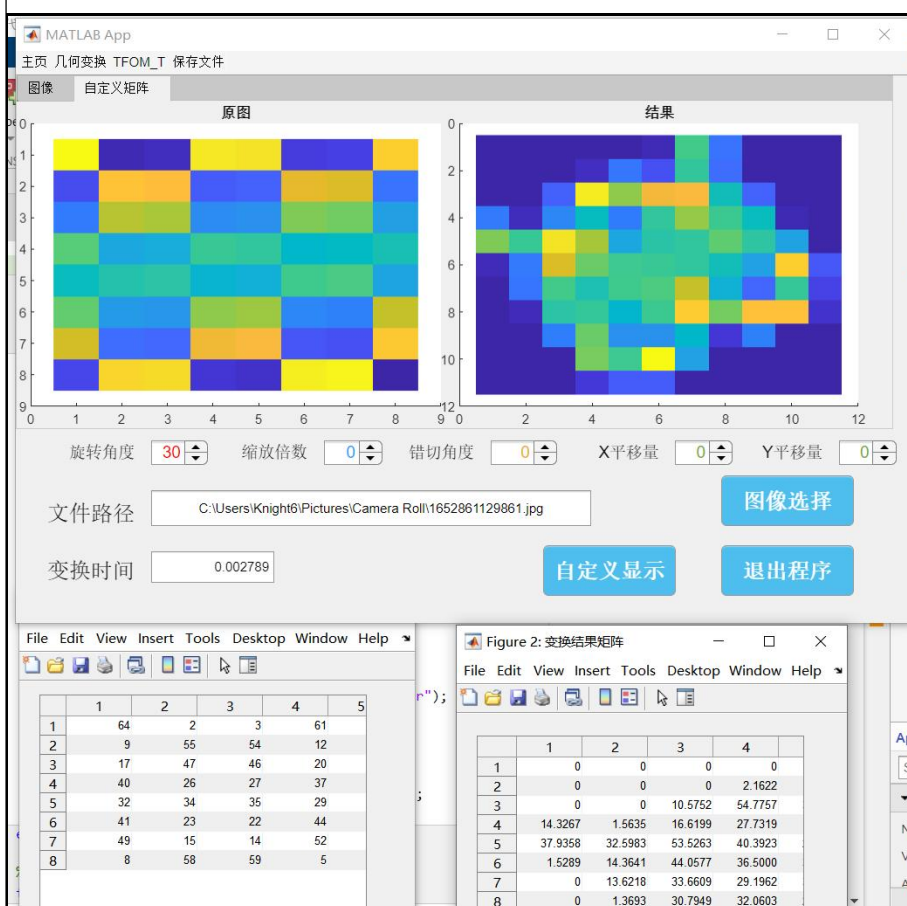 MATLAB App
主页 几何变换 TFOM_T 保存文件
图像 自定义矩阵
原图 结果
0
1
2
3
4
5
6
7
8
9
0 1 2 3 4 5 6 7 8 9
0
2
4
6
8
10
12
0 2 4 6 8 10 12
旋转角度 30 缩放倍数 0 错切角度 0 X平移量 0 Y平移量 0
文件路径 C:\Users\Knight6\Pictures\Camera Roll\1652861129861.jpg 图像选择
变换时间 0.002789 自定义显示 退出程序
File Edit View Insert Tools Desktop Window Help
1 2 3 4 5
1 64 2 3 61
2 9 55 54 12
3 17 47 46 20
4 40 26 27 37
5 32 34 35 29
6 41 23 22 44
7 49 15 14 52
8 8 58 59 5
r");
;
Figure 2: 变换结果矩阵
File Edit View Insert Tools Desktop Window Help
1 2 3 4
1 0 0 0 0
2 0 0 0 2.1622
3 0 0 10.5752 54.7757
4 14.3267 1.5635 16.6199 27.7319
5 37.9358 32.5983 53.5263 40.3923
6 1.5289 14.3641 44.0577 36.5000
7 0 13.6218 33.6609 29.1962
8 0 1.3693 30.7949 32.0603